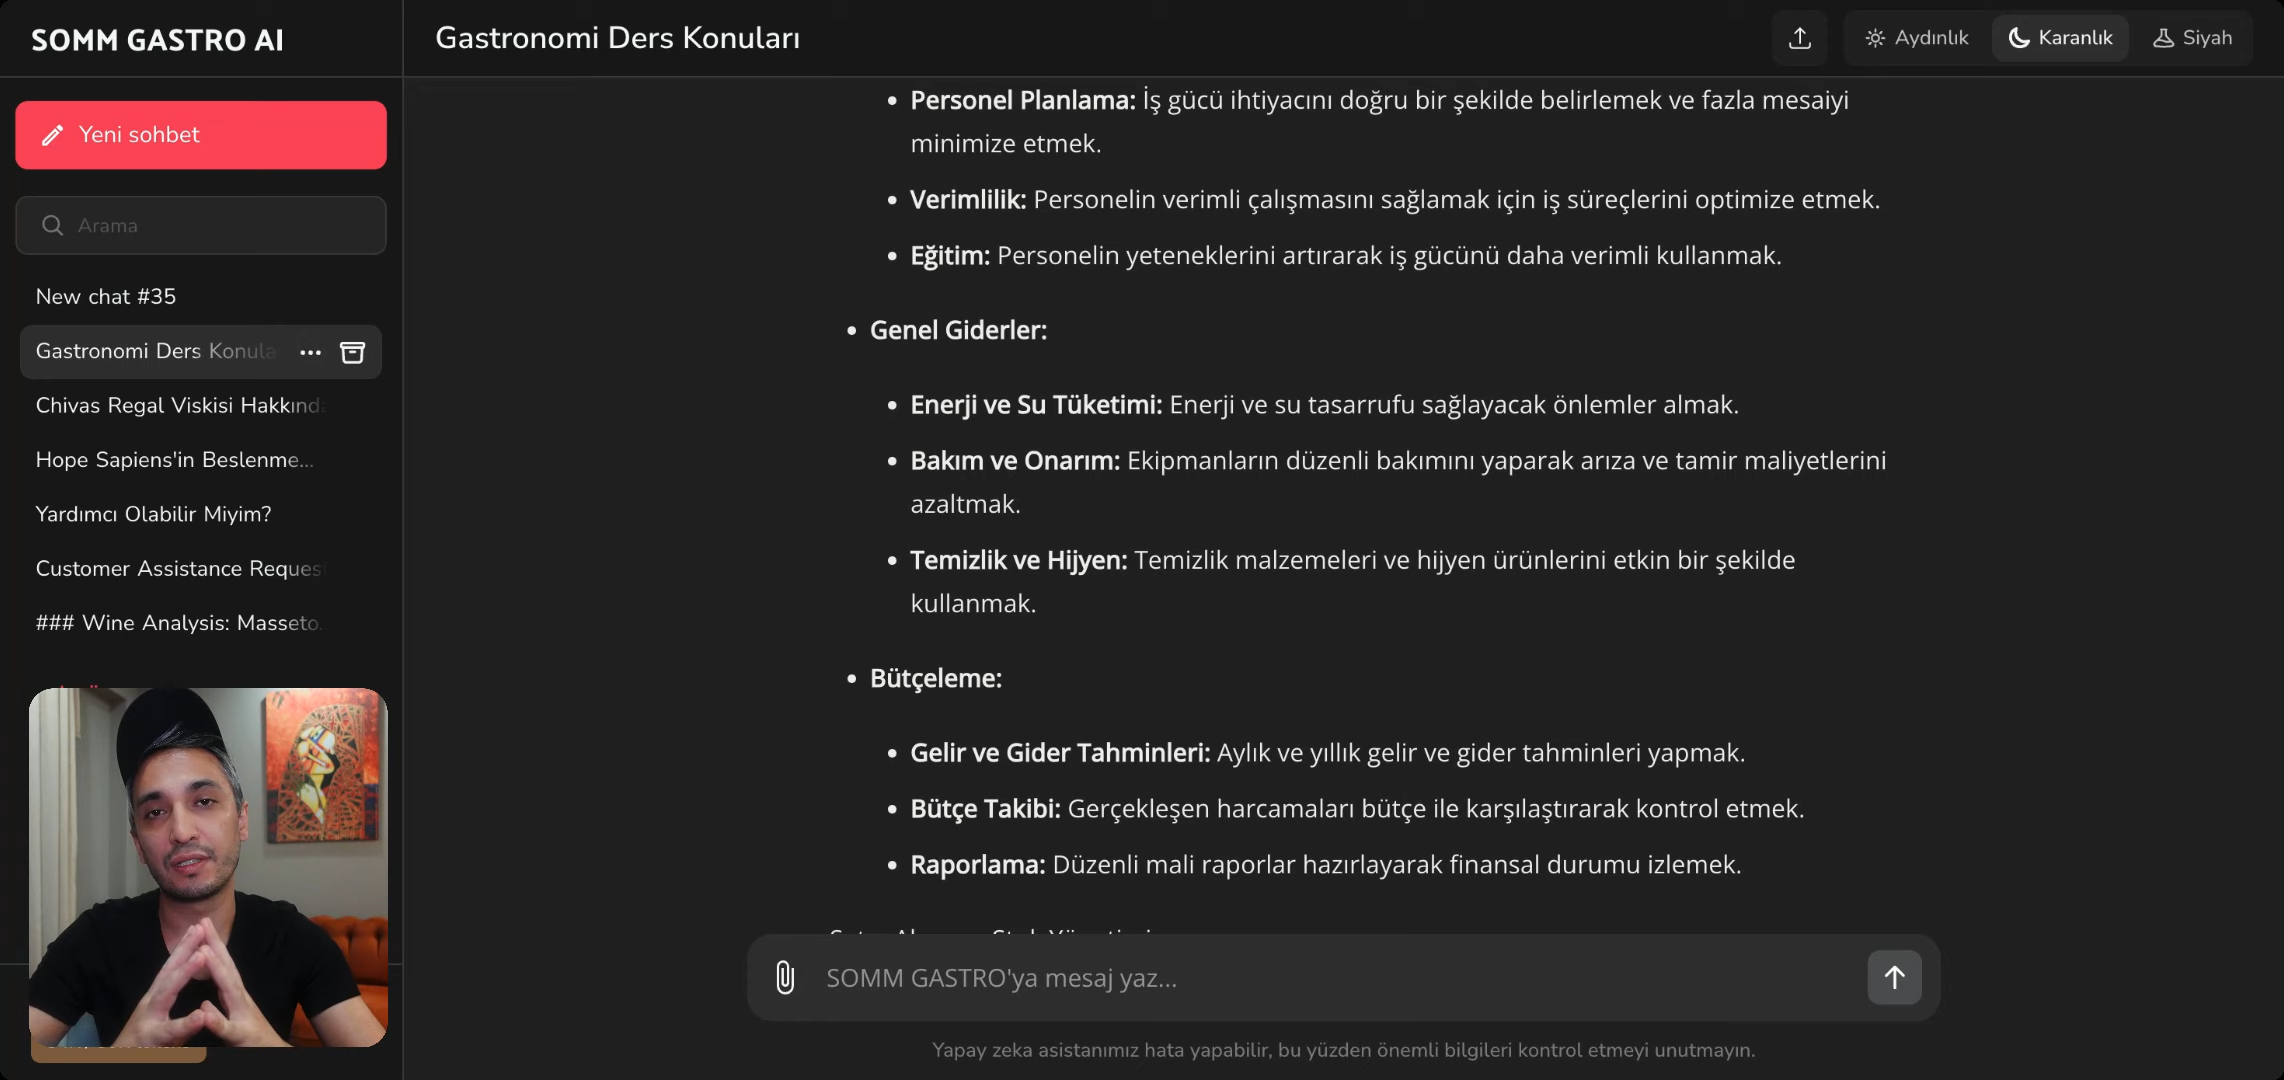 SOMM GASTRO AI
Gastronomi Ders Konuları
Aydınlık
Karanlık
Siyah
Yeni sohbet
Arama
New chat #35
Gastronomi Ders Konula
Chivas Regal Viskisi Hakkında
Hope Sapiens'in Beslenme...
Yardımcı Olabilir Miyim?
Customer Assistance Request
### Wine Analysis: Masseto.
• Personel Planlama: İş gücü ihtiyacını doğru bir şekilde belirlemek ve fazla mesaiyi
minimize etmek.
• Verimlilik: Personelin verimli çalışmasını sağlamak için iş süreçlerini optimize etmek.
• Eğitim: Personelin yeteneklerini artırarak iş gücünü daha verimli kullanmak.
• Genel Giderler:
• Enerji ve Su Tüketimi: Enerji ve su tasarrufu sağlayacak önlemler almak.
• Bakım ve Onarım: Ekipmanların düzenli bakımını yaparak arıza ve tamir maliyetlerini
azaltmak.
• Temizlik ve Hijyen: Temizlik malzemeleri ve hijyen ürünlerini etkin bir şekilde
kullanmak.
• Bütçeleme:
• Gelir ve Gider Tahminleri: Aylık ve yıllık gelir ve gider tahminleri yapmak.
• Bütçe Takibi: Gerçekleşen harcamaları bütçe ile karşılaştırarak kontrol etmek.
• Raporlama: Düzenli mali raporlar hazırlayarak finansal durumu izlemek.
SOMM GASTRO'ya mesaj yaz...
Yapay zeka asistanımız hata yapabilir, bu yüzden önemli bilgileri kontrol etmeyi unutmayın.